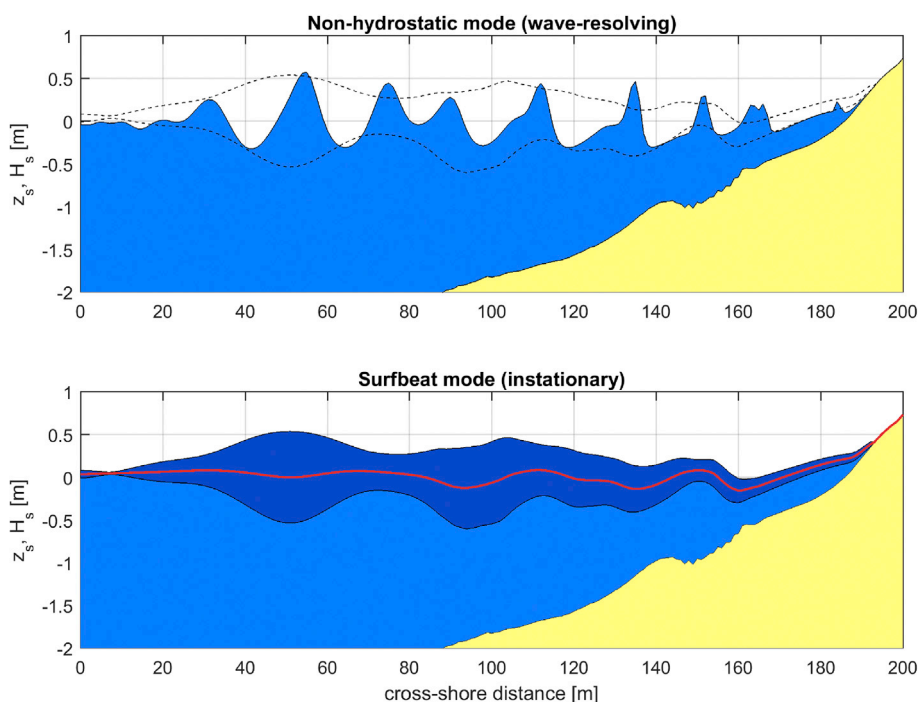 Non-hydrostatic mode (wave-resolving)
1
0.5
0
-0.5
-1
-1.5
-2
z_s, H_s [m]
0 20 40 60 80 100 120 140 160 180 200
Surfbeat mode (instationary)
1
0.5
0
-0.5
-1
-1.5
-2
z_s, H_s [m]
0 20 40 60 80 100 120 140 160 180 200
cross-shore distance [m]